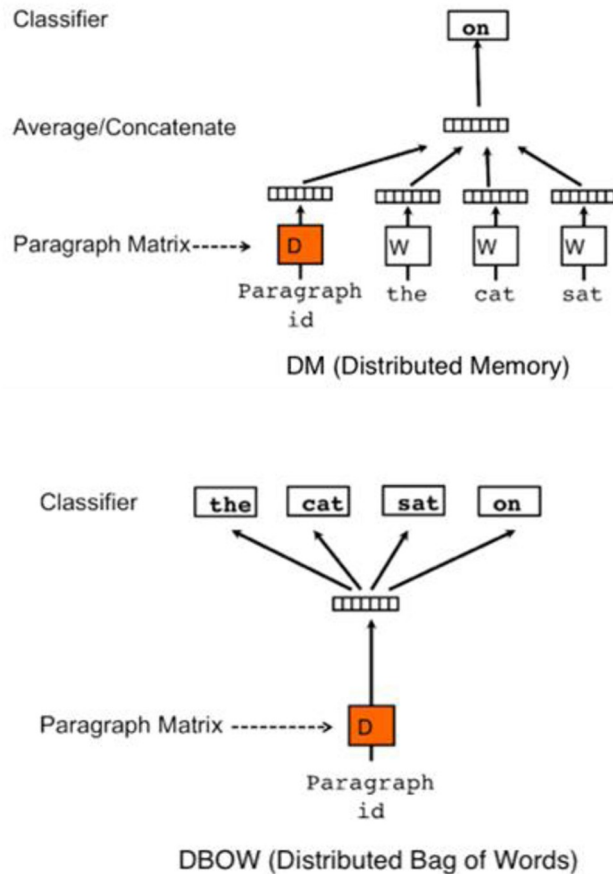 Classifier
on
Average/Concatenate
Paragraph Matrix
D W W W
Paragraph the cat sat
id
DM (Distributed Memory)
Classifier
the cat sat on
Paragraph Matrix
D
Paragraph
id
DBOW (Distributed Bag of Words)